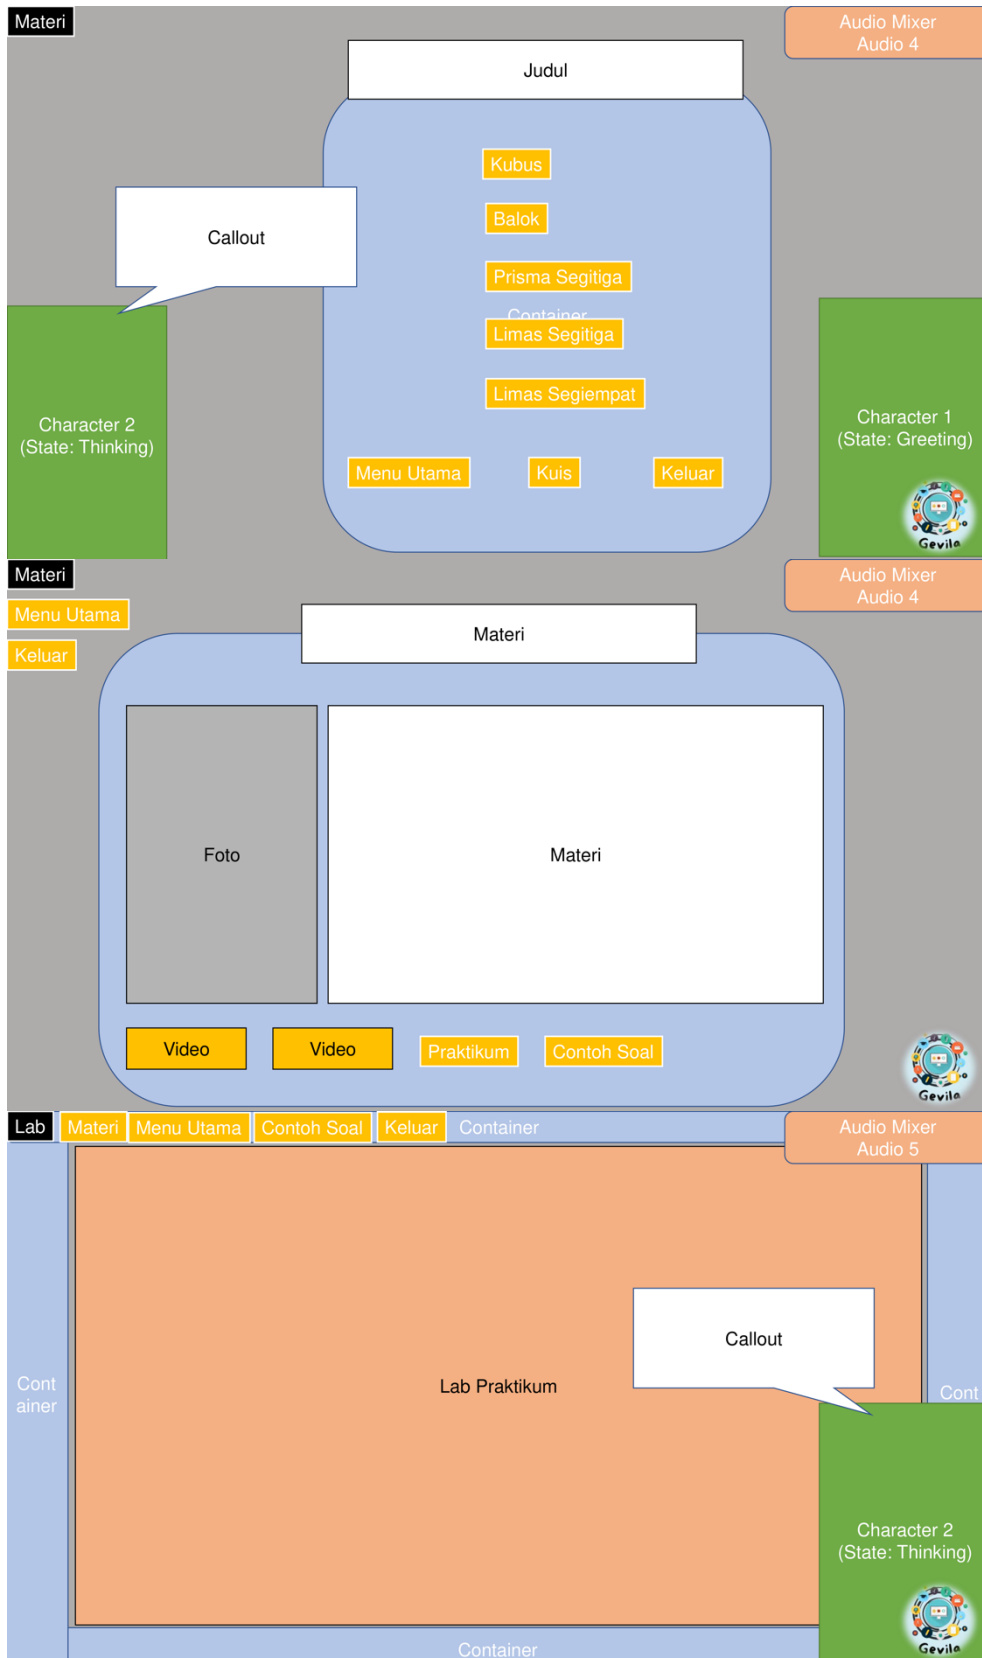 Materi
Audio Mixer
Audio 4
Judul
Kubus
Balok
Callout
Prisma Segitiga
Container
Limas Segitiga
Limas Segiempat
Character 2
(State: Thinking)
Character 1
(State: Greeting)
Menu Utama
Kuis
Keluar
Gevila
Materi
Audio Mixer
Audio 4
Menu Utama
Keluar
Materi
Foto
Materi
Video
Video
Praktikum
Contoh Soal
Gevila
Lab
Materi
Menu Utama
Contoh Soal
Keluar
Container
Audio Mixer
Audio 5
Callout
Lab Praktikum
Cont
ainer
Cont
Character 2
(State: Thinking)
Gevila
Container